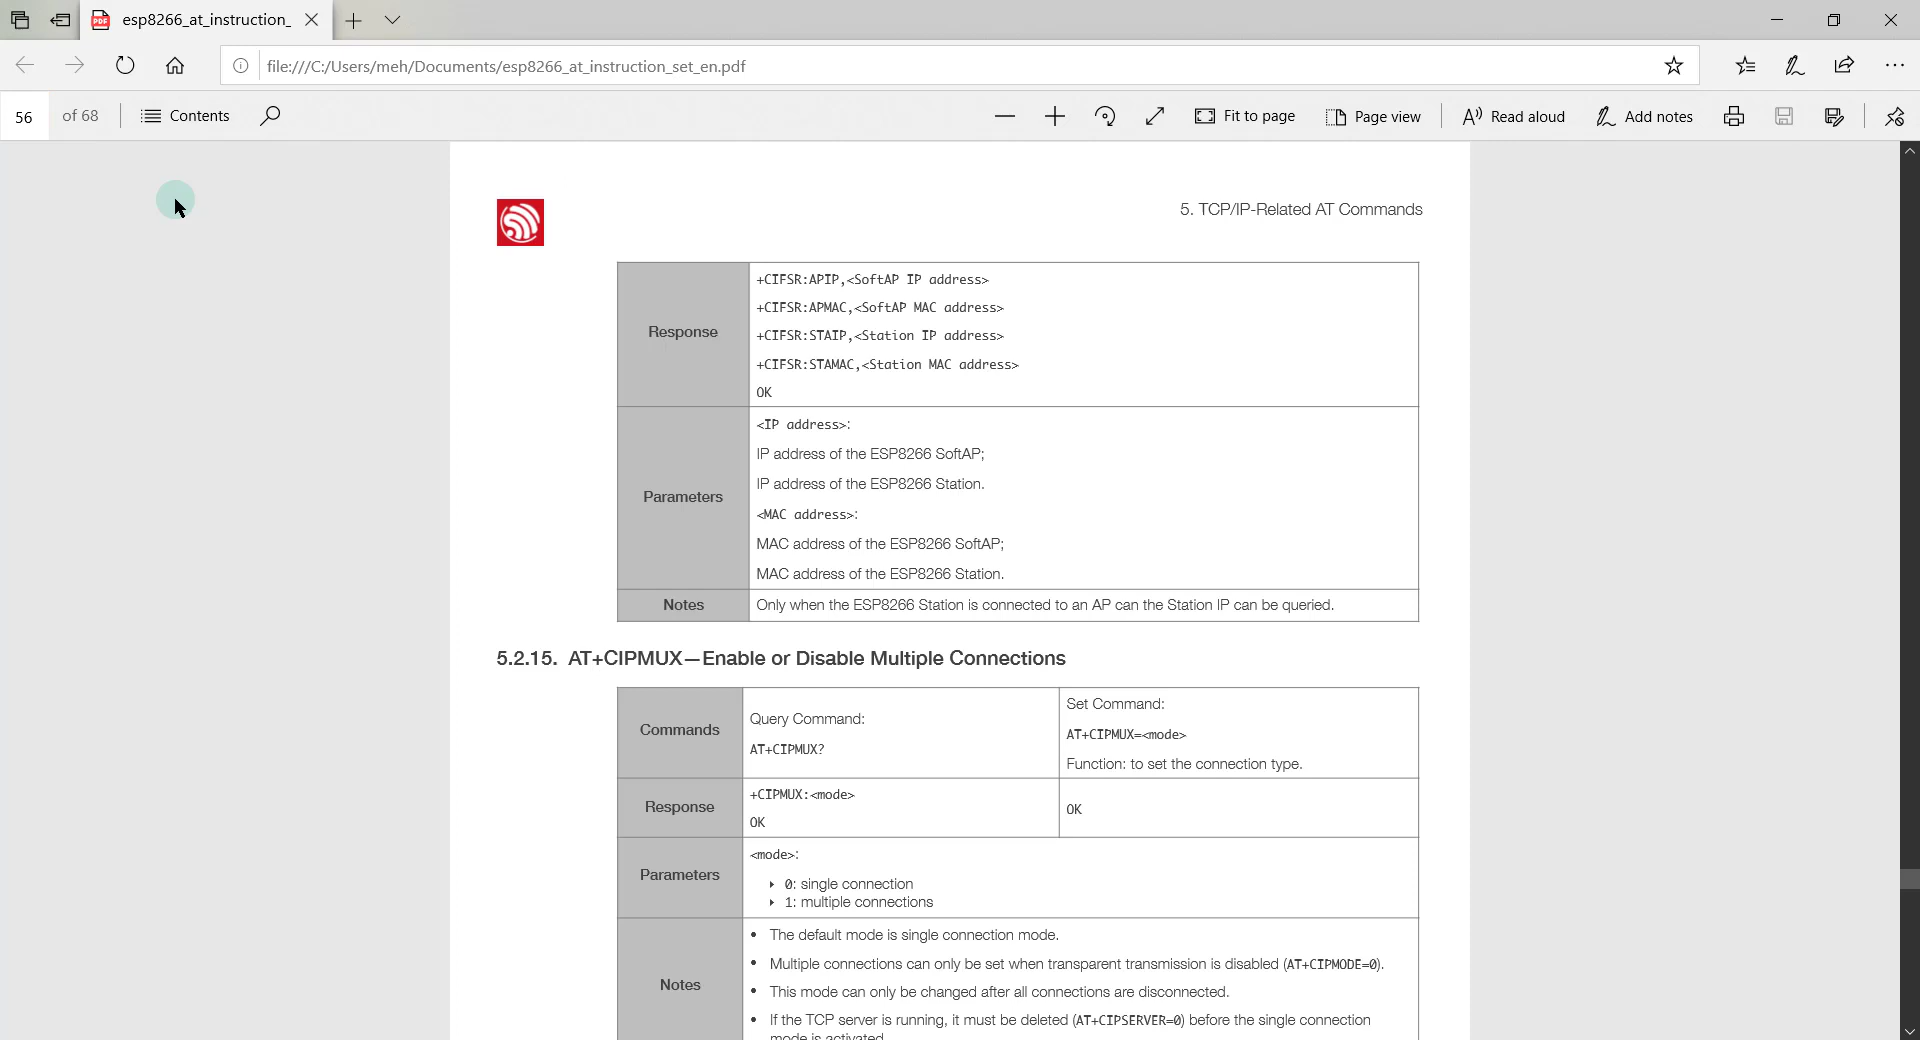 esp8266_at_instruction_
file:///C:/Users/meh/Documents/esp8266_at_instruction_set_en.pdf
56 of 68 Contents Fit to page Page view Read aloud Add notes
5. TCP/IP-Related AT Commands
Response
+CIFSR:APIP,<SoftAP IP address>
+CIFSR:APMAC,<SoftAP MAC address>
+CIFSR:STAIP,<Station IP address>
+CIFSR:STAMAC,<Station MAC address>
OK
Parameters
<IP address>:
IP address of the ESP8266 SoftAP;
IP address of the ESP8266 Station.
<MAC address>:
MAC address of the ESP8266 SoftAP;
MAC address of the ESP8266 Station.
Notes
Only when the ESP8266 Station is connected to an AP can the Station IP can be queried.
5.2.15. AT+CIPMUX—Enable or Disable Multiple Connections
Commands
Query Command:
AT+CIPMUX?
Set Command:
AT+CIPMUX=<mode>
Function: to set the connection type.
Response
+CIPMUX:<mode>
OK
OK
Parameters
<mode>:
‣ 0: single connection
‣ 1: multiple connections
Notes
• The default mode is single connection mode.
• Multiple connections can only be set when transparent transmission is disabled (AT+CIPMODE=0).
• This mode can only be changed after all connections are disconnected.
• If the TCP server is running, it must be deleted (AT+CIPSERVER=0) before the single connection
mode is activated